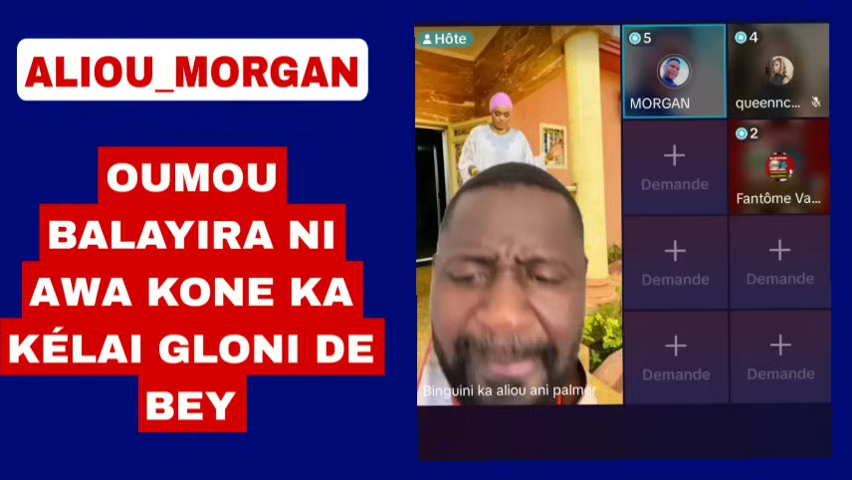 ALIOU_MORGAN
OUMOU
BALAYIRA NI
AWA KONE KA
KÉLAI GLONI DE
BEY
Hôte
5
MORGAN
4
queennc...
2
Fantôme Va...
Demande
Demande
Demande
Demande
Demande
Binguini ka aliou ani palmer